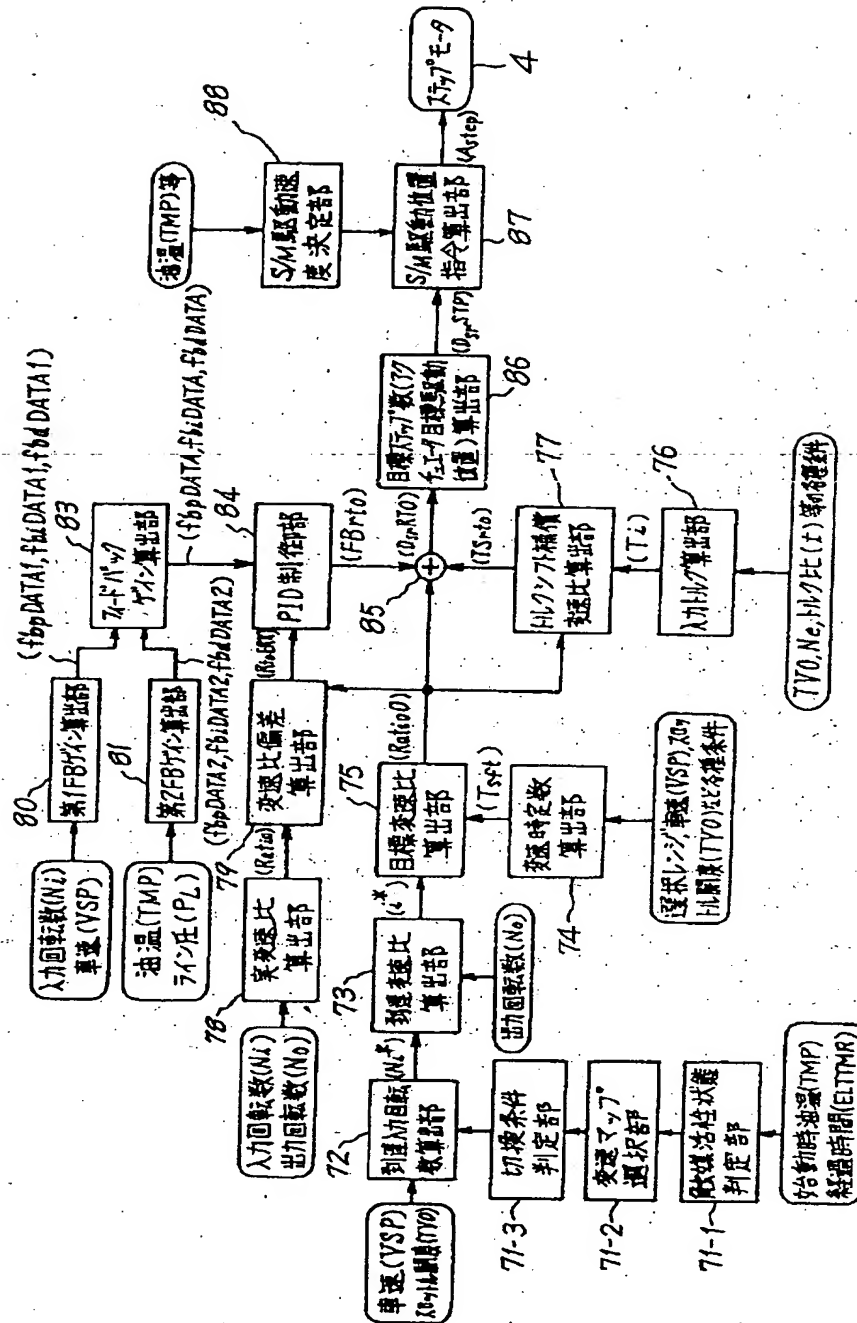 入力回転数(Ni)
車速(VSP)
80
第1FBゲイン算出部
(fbpDATA1,fbiDATA1,fbdDATA1)
油温(TMP)
ライン圧(PL)
81
第2FBゲイン算出部
(fbpDATA2,fbiDATA2,fbdDATA2)
83
フィードバック
ゲイン算出部
(fbpDATA,fbiDATA,fbdDATA)
油温(TMP)等
88
S/M駆動速
度決定部
入力回転数(Ni)
出力回転数(No)
78
実変速比
算出部
(Ratio)
79
変速比偏差
算出部
(RtoERR)
84
PID制御部
(FBrto)
車速(VSP)
スロットル開度(TVO)
72
到達入力回転
数算出部
(Ni*)
73
到達変速比
算出部
(i*)
出力回転数(No)
75
目標変速比
算出部
(Ratio0)
85
(DsrRTO)
86
目標ステップ数(アク
チュエータ目標駆動
位置)算出部
(DsrSTP)
87
S/M駆動位置
指令算出部
(Astep)
ステップモータ
4
71-3
切換条件
判定部
71-2
変速マップ
選択部
71-1
触媒活性状態
判定部
始動時油温(TMP)
経過時間(ELTTMR)
(Tsft)
74
変速時定数
算出部
選択レンジ,車速(VSP),スロッ
トル開度(TVO)など各種条件
(TSrto)
77
トルクシフト補償
変速比算出部
(Ti)
76
入力トルク算出部
(TVO,Ne,トルク比(t)等の各種条件)